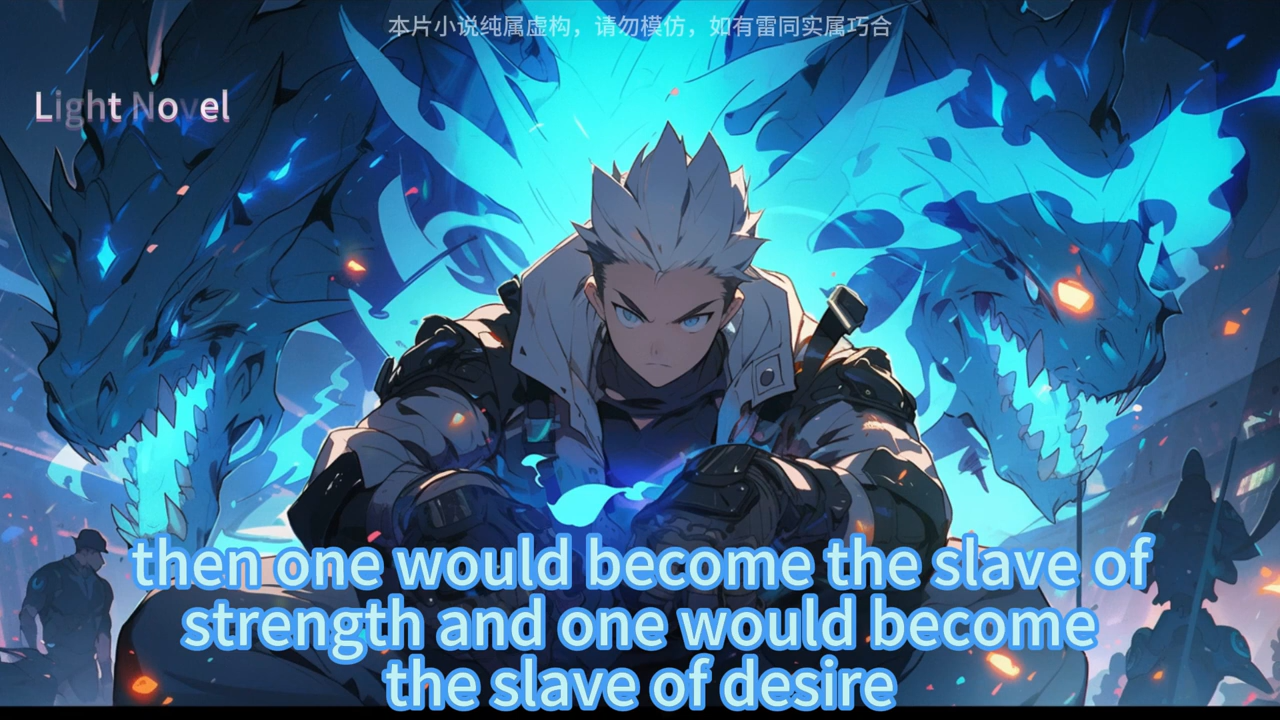 本片小说纯属虚构，请勿模仿，如有雷同实属巧合
Light Novel
then one would become the slave of
strength and one would become
the slave of desire